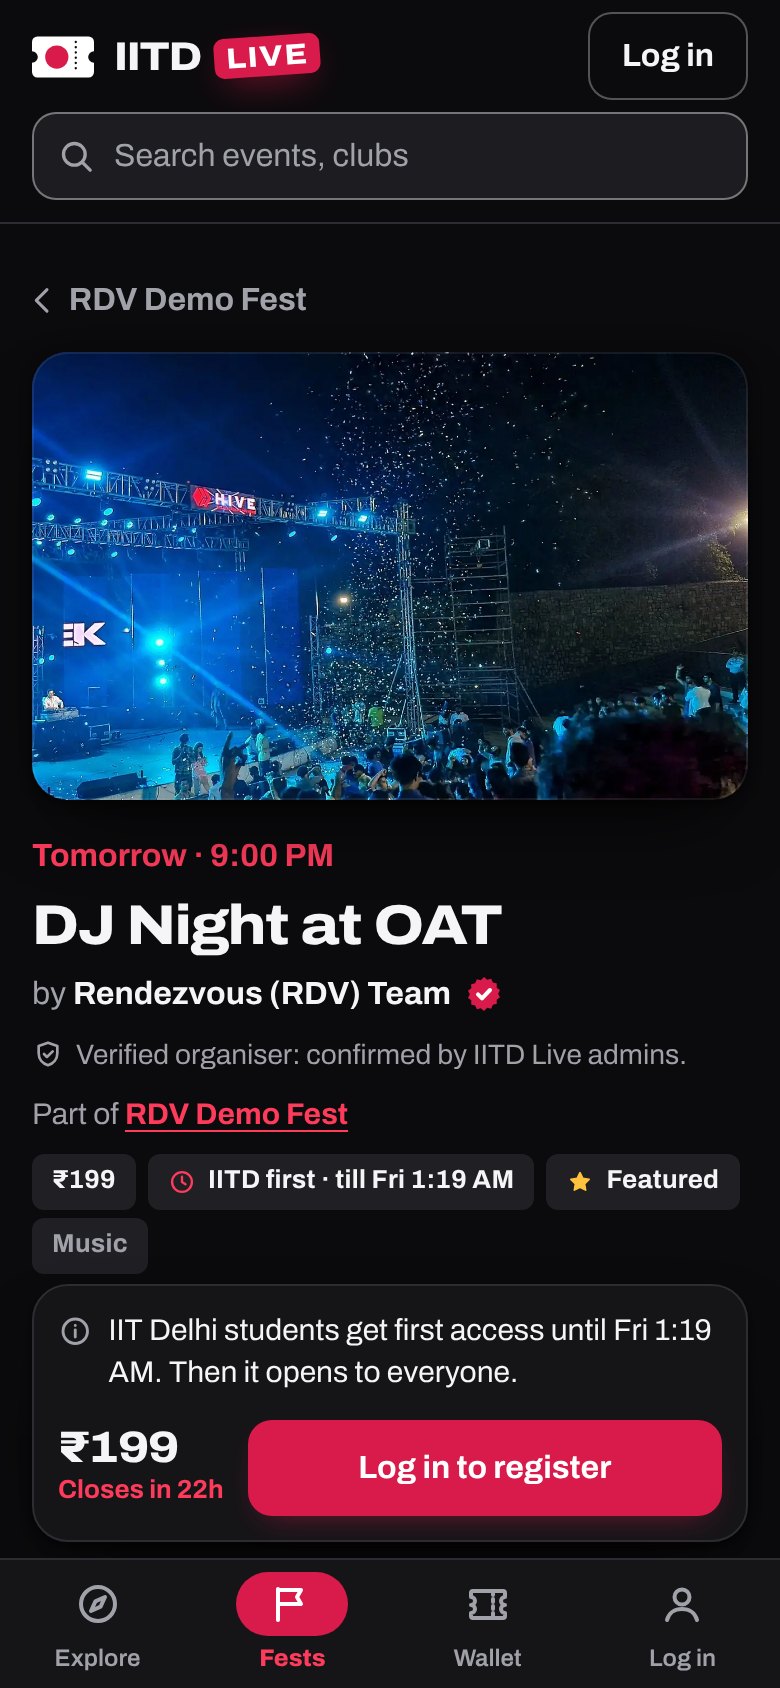 IITD LIVE
Log in
Search events, clubs
RDV Demo Fest
HIVE
Tomorrow · 9:00 PM
DJ Night at OAT
by Rendezvous (RDV) Team
Verified organiser: confirmed by IITD Live admins.
Part of RDV Demo Fest
₹199
IITD first · till Fri 1:19 AM
Featured
Music
IIT Delhi students get first access until Fri 1:19
AM. Then it opens to everyone.
₹199
Closes in 22h
Log in to register
Explore
Fests
Wallet
Log in